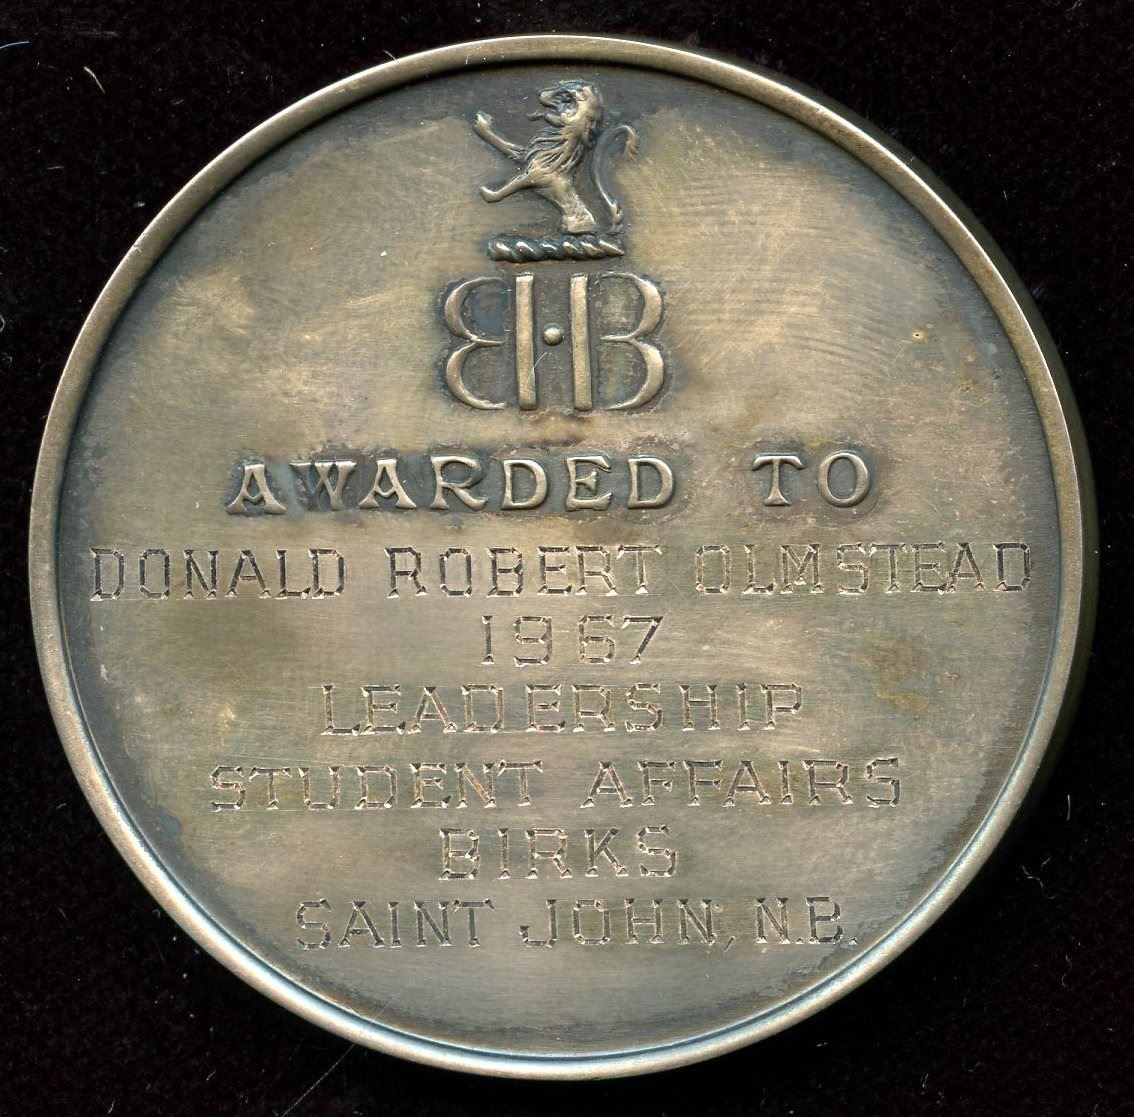 B·B
AWARDED TO
DONALD ROBERT OLMSTEAD
1967
LEADERSHIP
STUDENT AFFAIRS
BIRKS
SAINT JOHN, N.B.